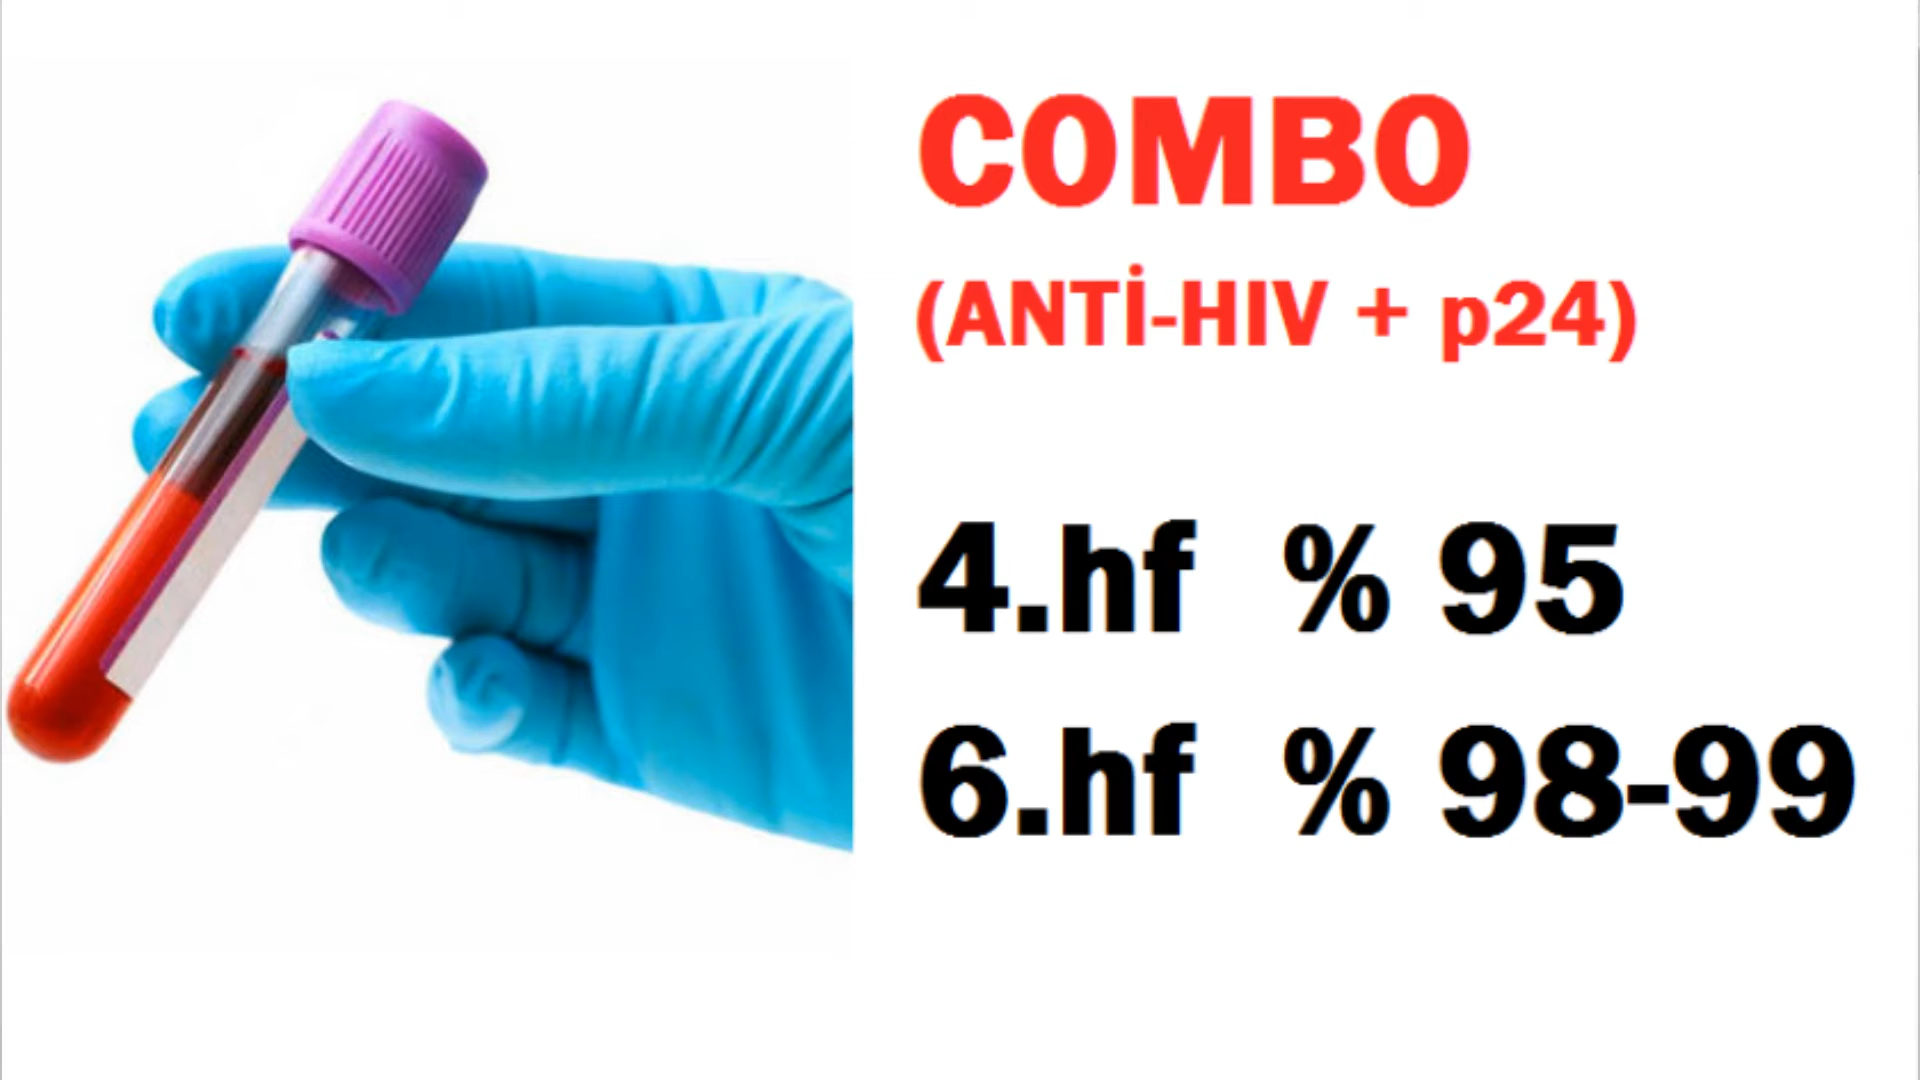 COMBO
(ANTİ-HIV + p24)
4.hf % 95
6.hf % 98-99